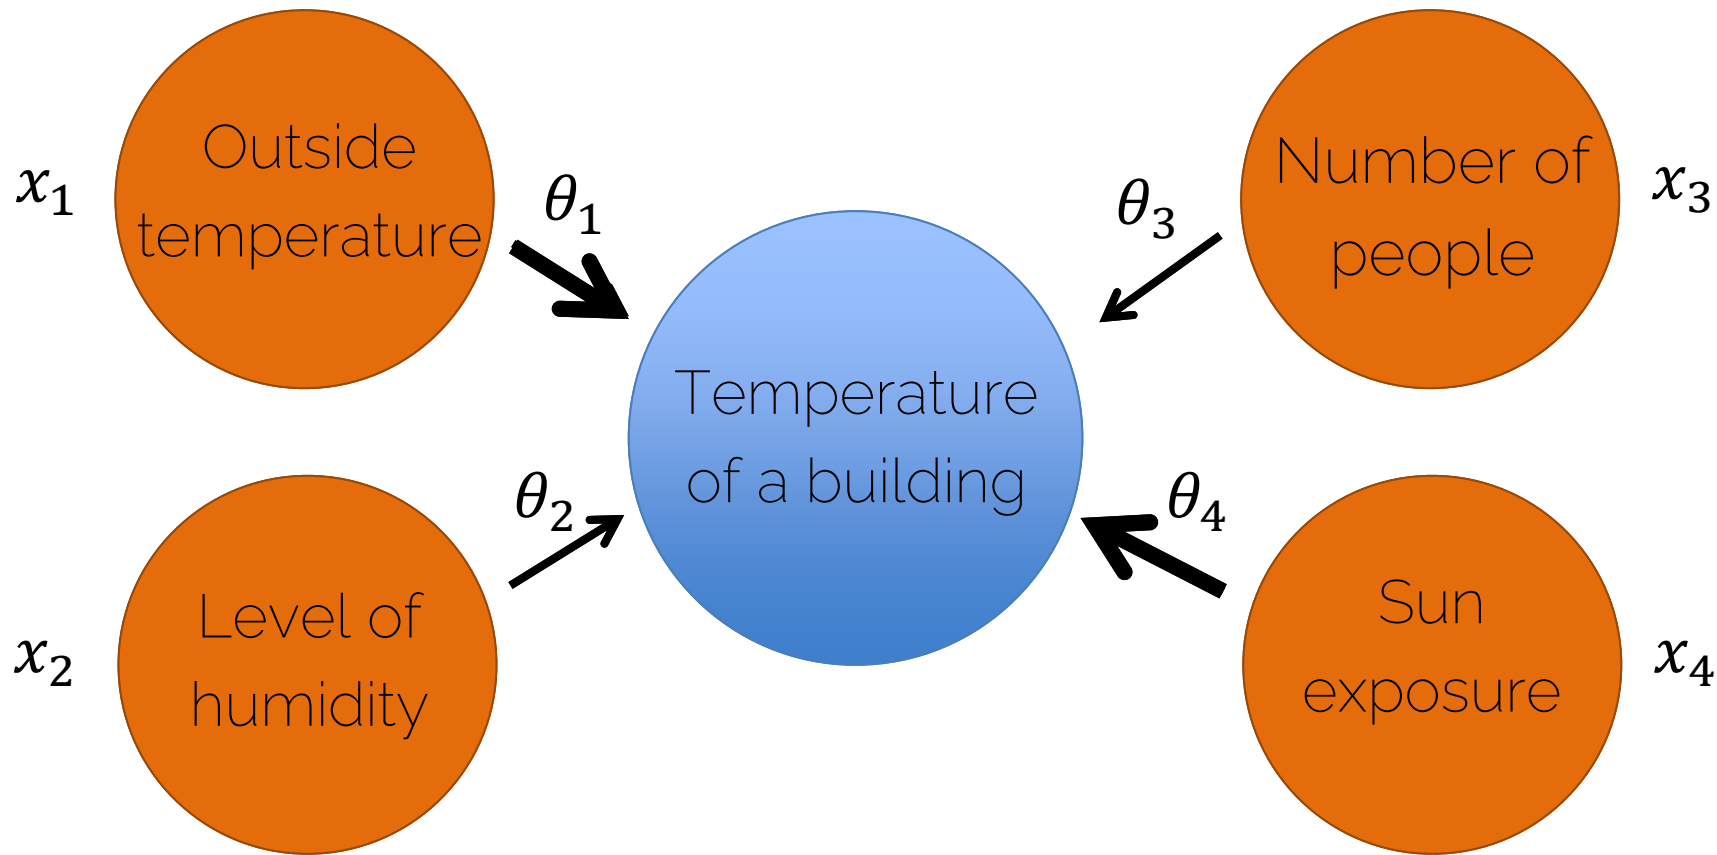 x₁
Outside
temperature
θ₁
θ₃
Number of
people
x₃
Temperature
of a building
x₂
Level of
humidity
θ₂
θ₄
Sun
exposure
x₄